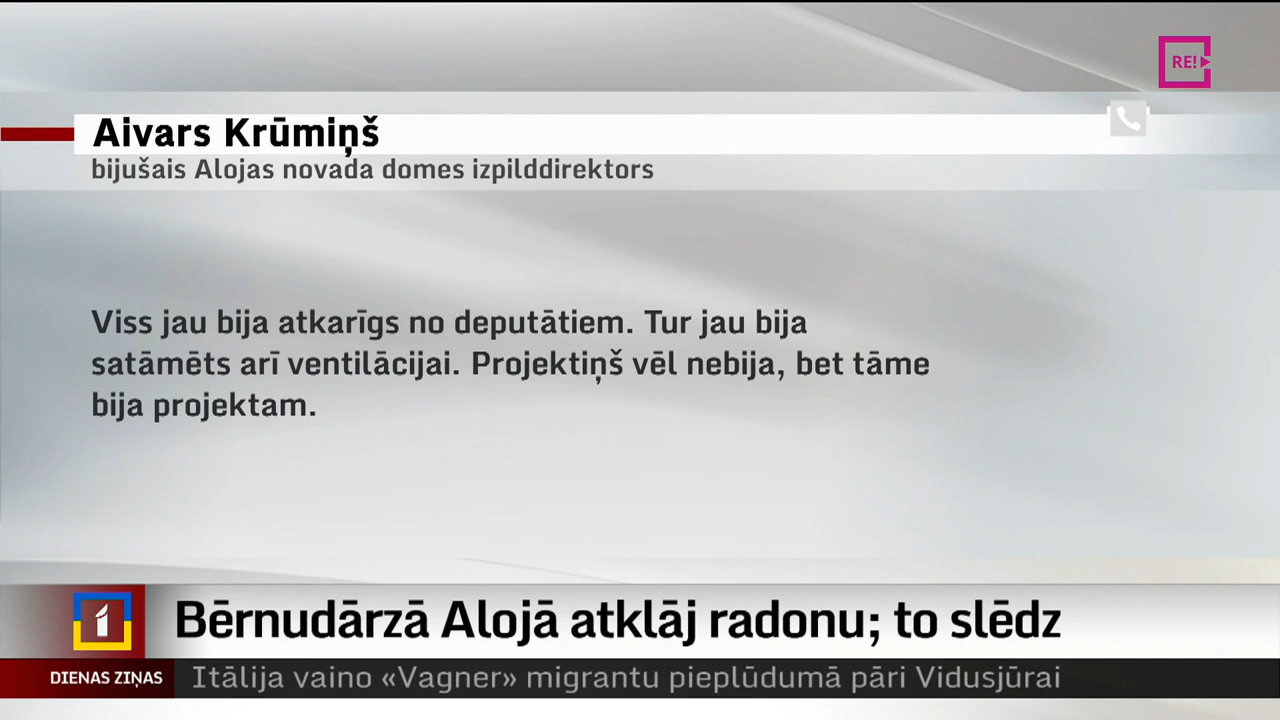 RE!
Aivars Krūmiņš
bijušais Alojas novada domes izpilddirektors
Viss jau bija atkarīgs no deputātiem. Tur jau bija
satāmēts arī ventilācijai. Projektiņš vēl nebija, bet tāme
bija projektam.
1
Bērnudārzā Alojā atklāj radonu; to slēdz
DIENAS ZIŅAS
Itālija vaino «Vagner» migrantu pieplūdumā pāri Vidusjūrai